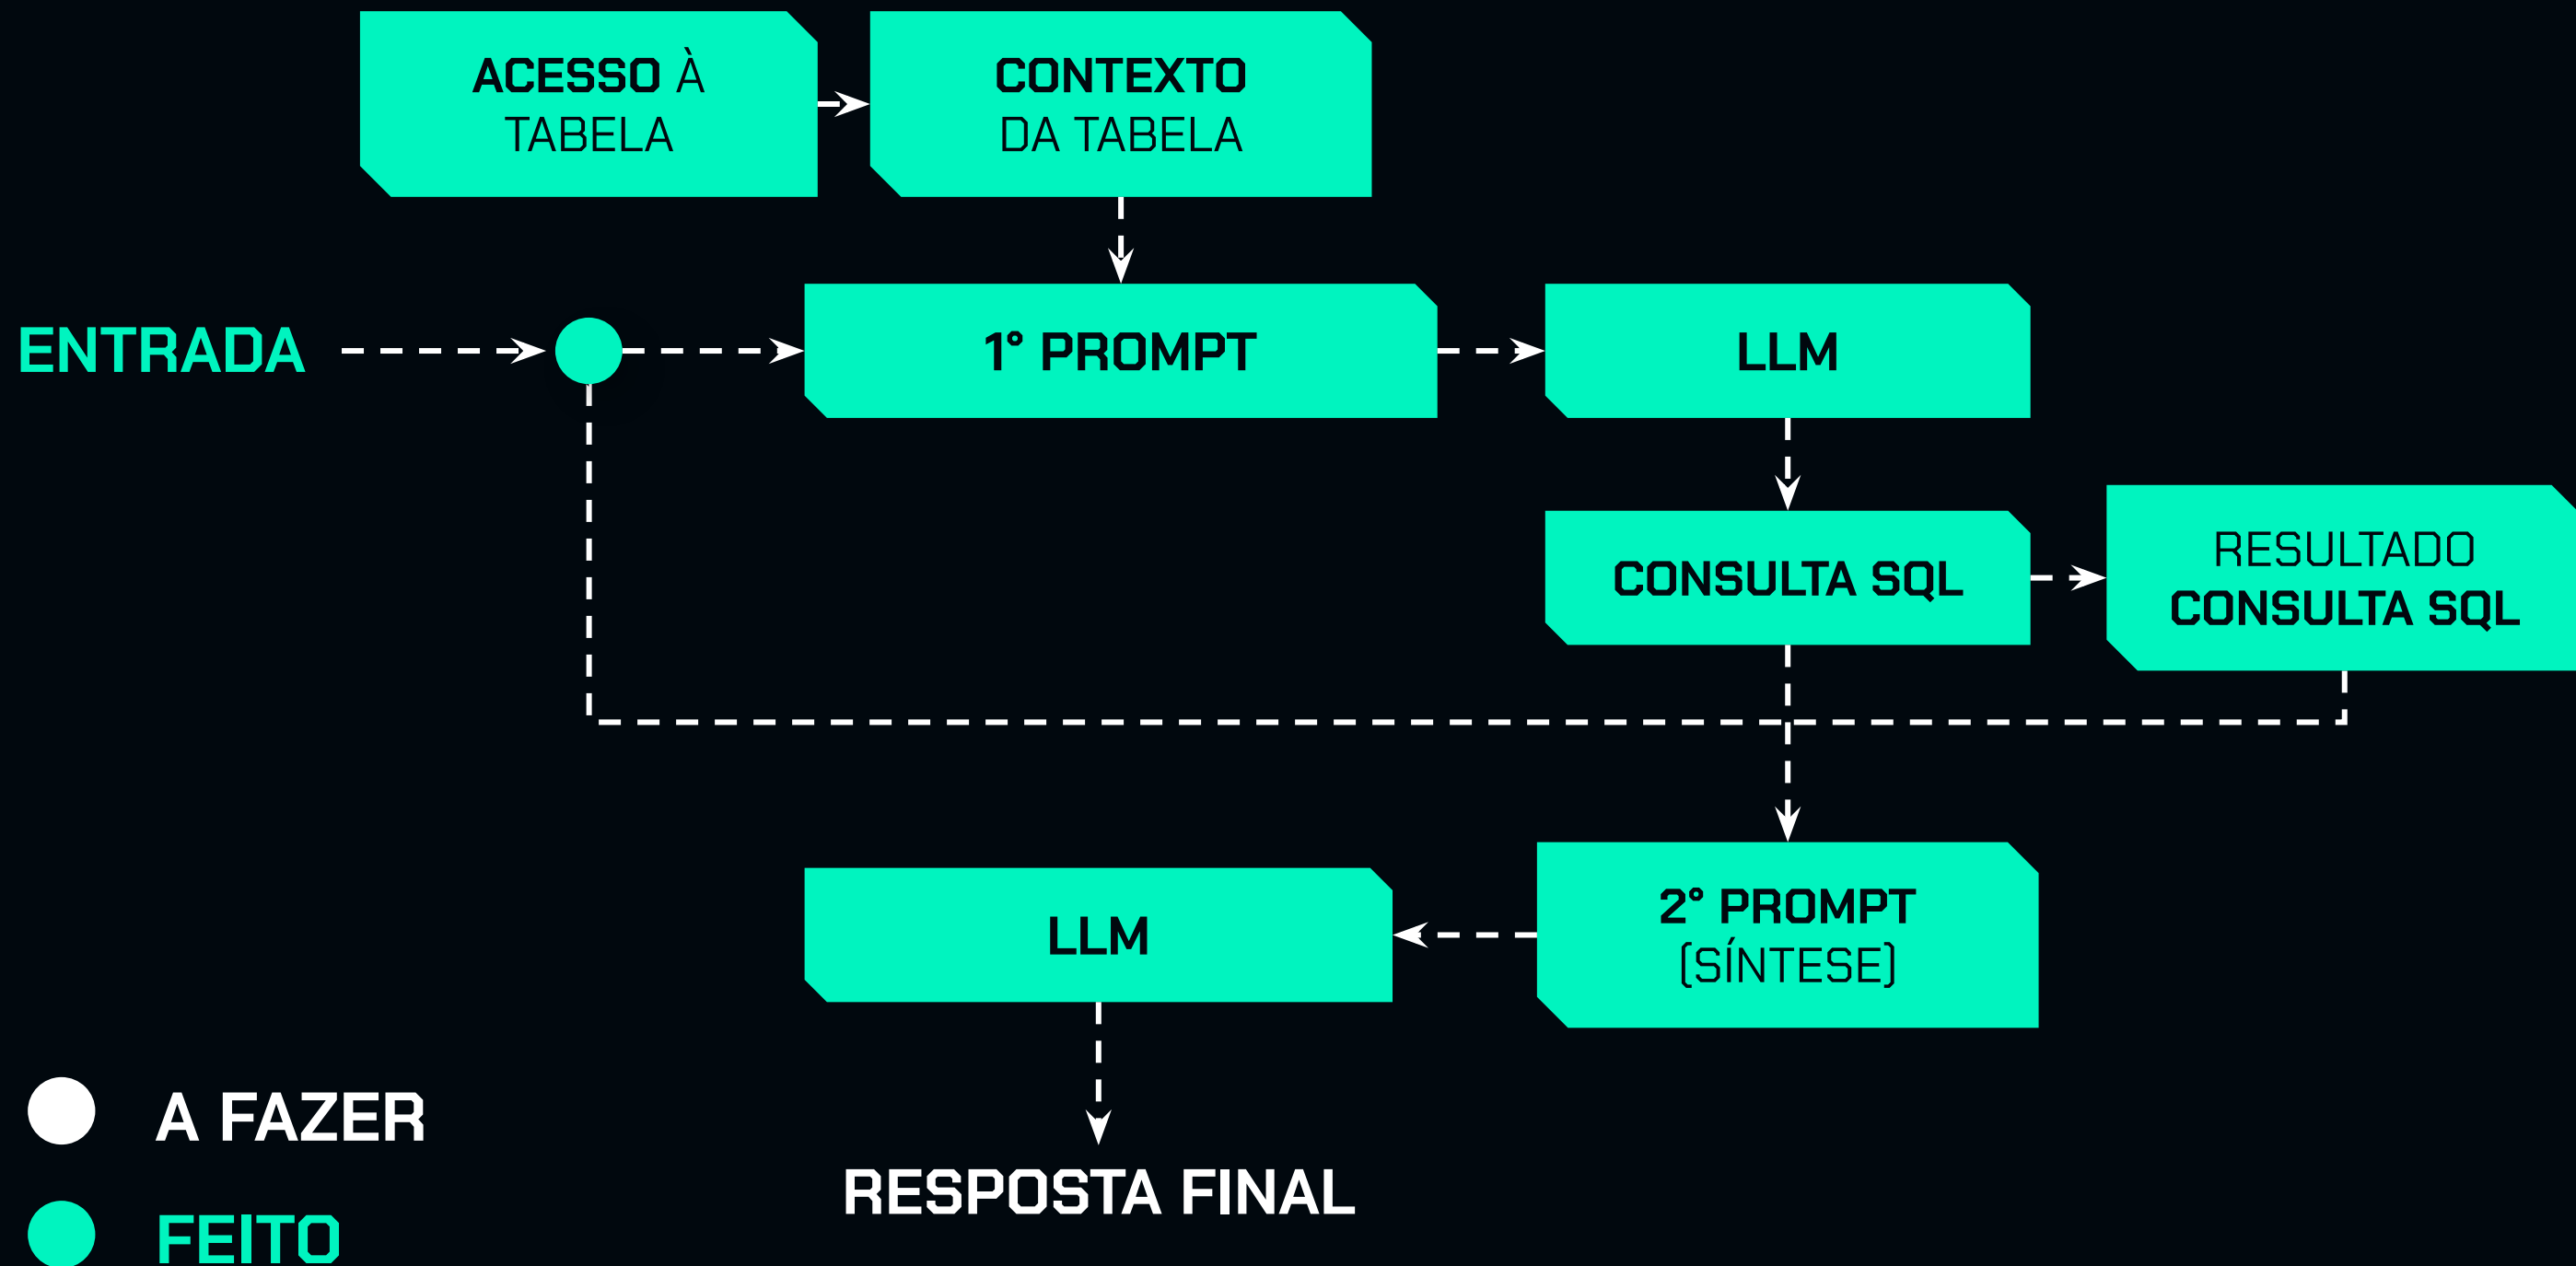 ACESSO À
TABELA
CONTEXTO
DA TABELA
ENTRADA
1° PROMPT
LLM
CONSULTA SQL
RESULTADO
CONSULTA SQL
2° PROMPT
(SÍNTESE)
LLM
RESPOSTA FINAL
A FAZER
FEITO